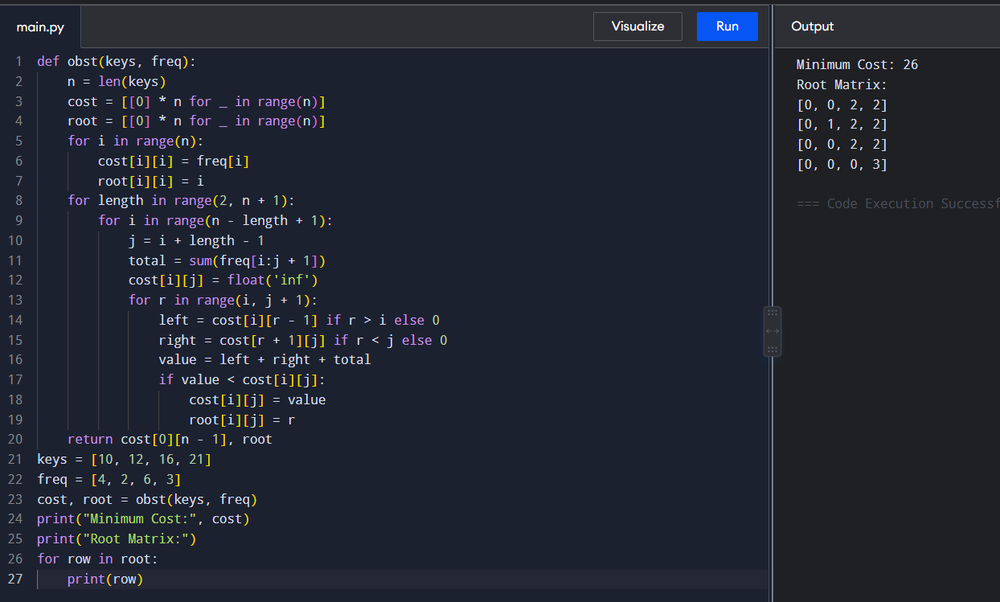 main.py
Visualize
Run
Output
1 def obst(keys, freq):
2     n = len(keys)
3     cost = [[0] * n for _ in range(n)]
4     root = [[0] * n for _ in range(n)]
5     for i in range(n):
6         cost[i][i] = freq[i]
7         root[i][i] = i
8     for length in range(2, n + 1):
9         for i in range(n - length + 1):
10             j = i + length - 1
11             total = sum(freq[i:j + 1])
12             cost[i][j] = float('inf')
13             for r in range(i, j + 1):
14                 left = cost[i][r - 1] if r > i else 0
15                 right = cost[r + 1][j] if r < j else 0
16                 value = left + right + total
17                 if value < cost[i][j]:
18                     cost[i][j] = value
19                     root[i][j] = r
20     return cost[0][n - 1], root
21 keys = [10, 12, 16, 21]
22 freq = [4, 2, 6, 3]
23 cost, root = obst(keys, freq)
24 print("Minimum Cost:", cost)
25 print("Root Matrix:")
26 for row in root:
27     print(row)
Minimum Cost: 26
Root Matrix:
[0, 0, 2, 2]
[0, 1, 2, 2]
[0, 0, 2, 2]
[0, 0, 0, 3]
=== Code Execution Successf